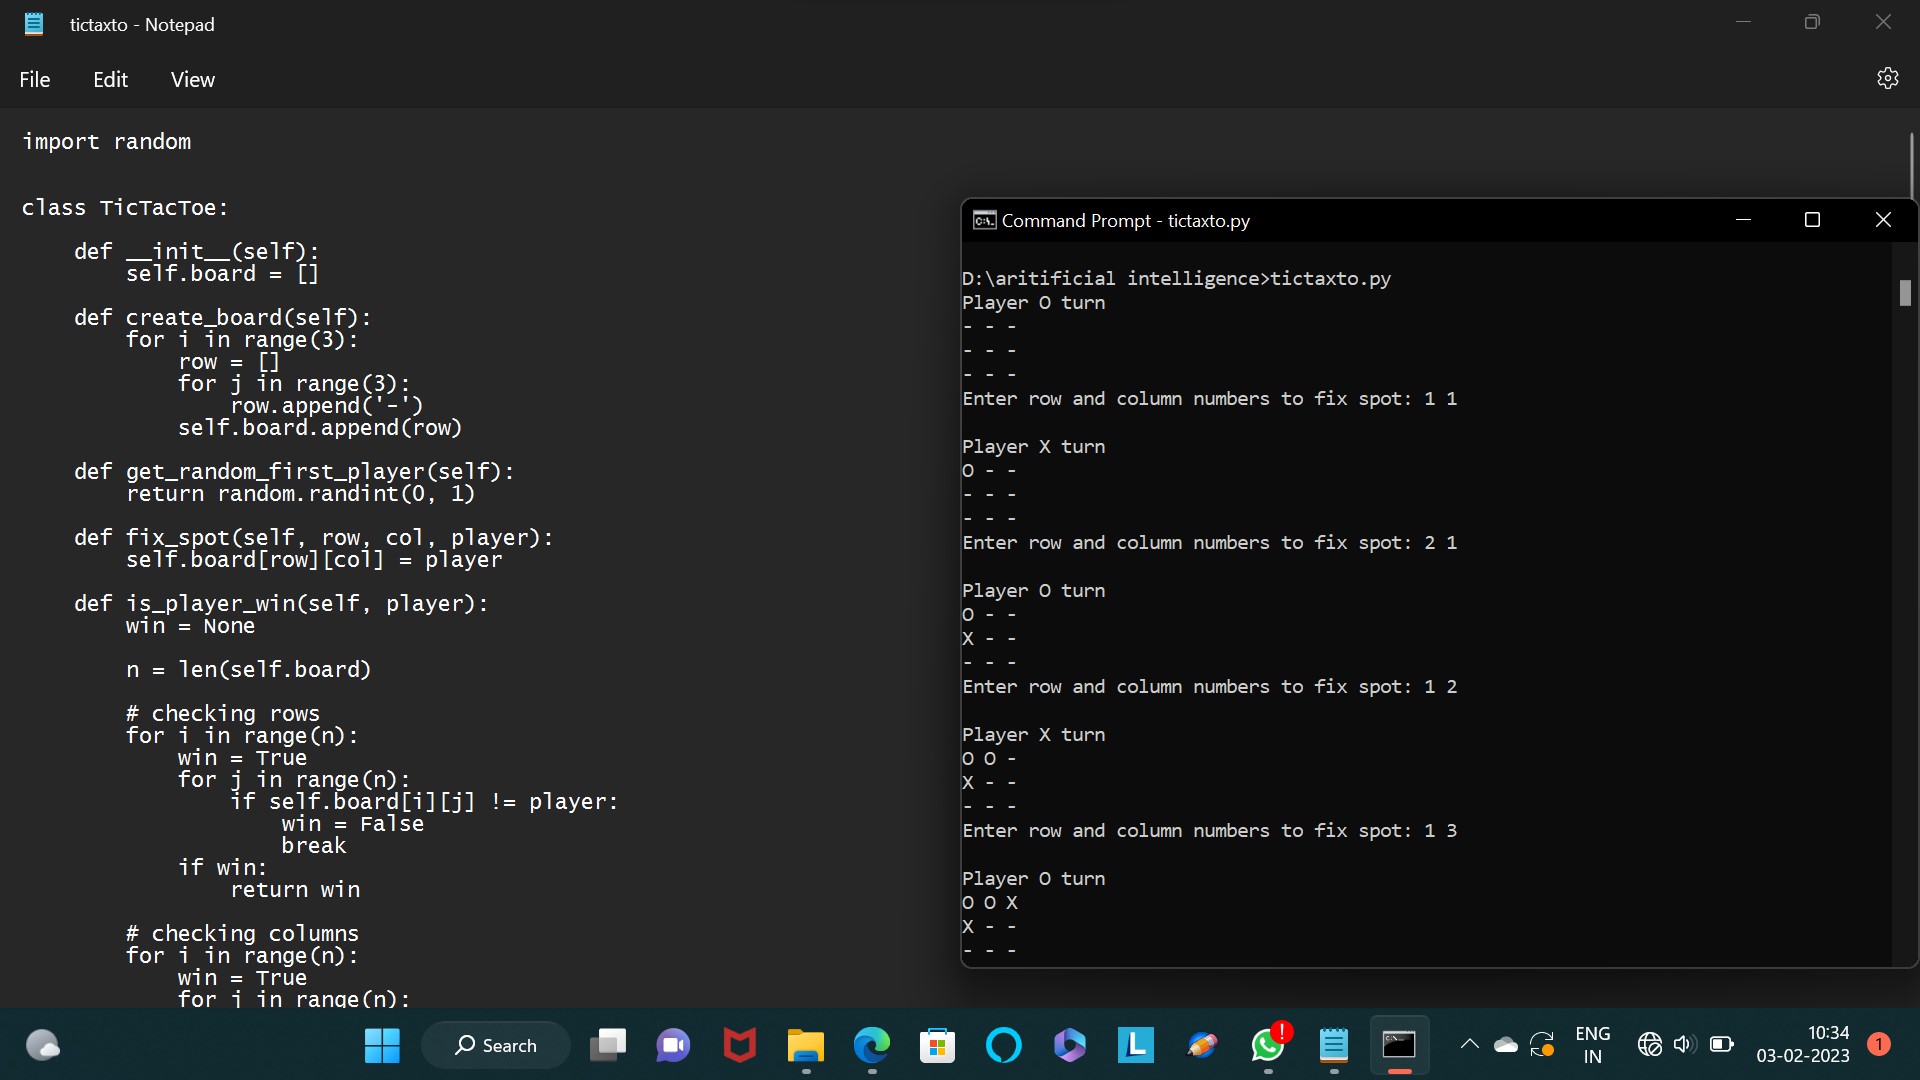 tictaxto - Notepad
File Edit View
import random
class TicTacToe:
def __init__(self):
self.board = []
def create_board(self):
for i in range(3):
row = []
for j in range(3):
row.append('-')
self.board.append(row)
def get_random_first_player(self):
return random.randint(0, 1)
def fix_spot(self, row, col, player):
self.board[row][col] = player
def is_player_win(self, player):
win = None
n = len(self.board)
# checking rows
for i in range(n):
win = True
for j in range(n):
if self.board[i][j] != player:
win = False
break
if win:
return win
# checking columns
for i in range(n):
win = True
for j in range(n):
Command Prompt - tictaxto.py
D:\aritificial intelligence>tictaxto.py
Player O turn
- - -
- - -
- - -
Enter row and column numbers to fix spot: 1 1
Player X turn
O - -
- - -
- - -
Enter row and column numbers to fix spot: 2 1
Player O turn
O - -
X - -
- - -
Enter row and column numbers to fix spot: 1 2
Player X turn
O O -
X - -
- - -
Enter row and column numbers to fix spot: 1 3
Player O turn
O O X
X - -
- - -
Search
L
!
ENG
IN
10:34
03-02-2023
1